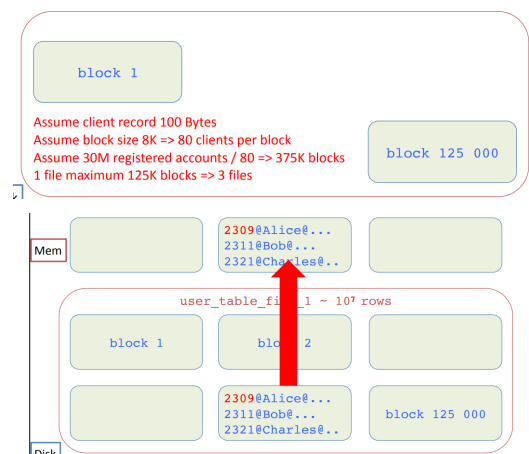 block 1
Assume client record 100 Bytes
Assume block size 8K => 80 clients per block
Assume 30M registered accounts / 80 => 375K blocks
1 file maximum 125K blocks => 3 files
block 125 000
Mem
2309@Alice@...
2311@Bob@...
2321@Charles@..
user_table_fi 1 ~ 10⁷ rows
block 1
blo 2
2309@Alice@...
2311@Bob@...
2321@Charles@..
block 125 000
Disk